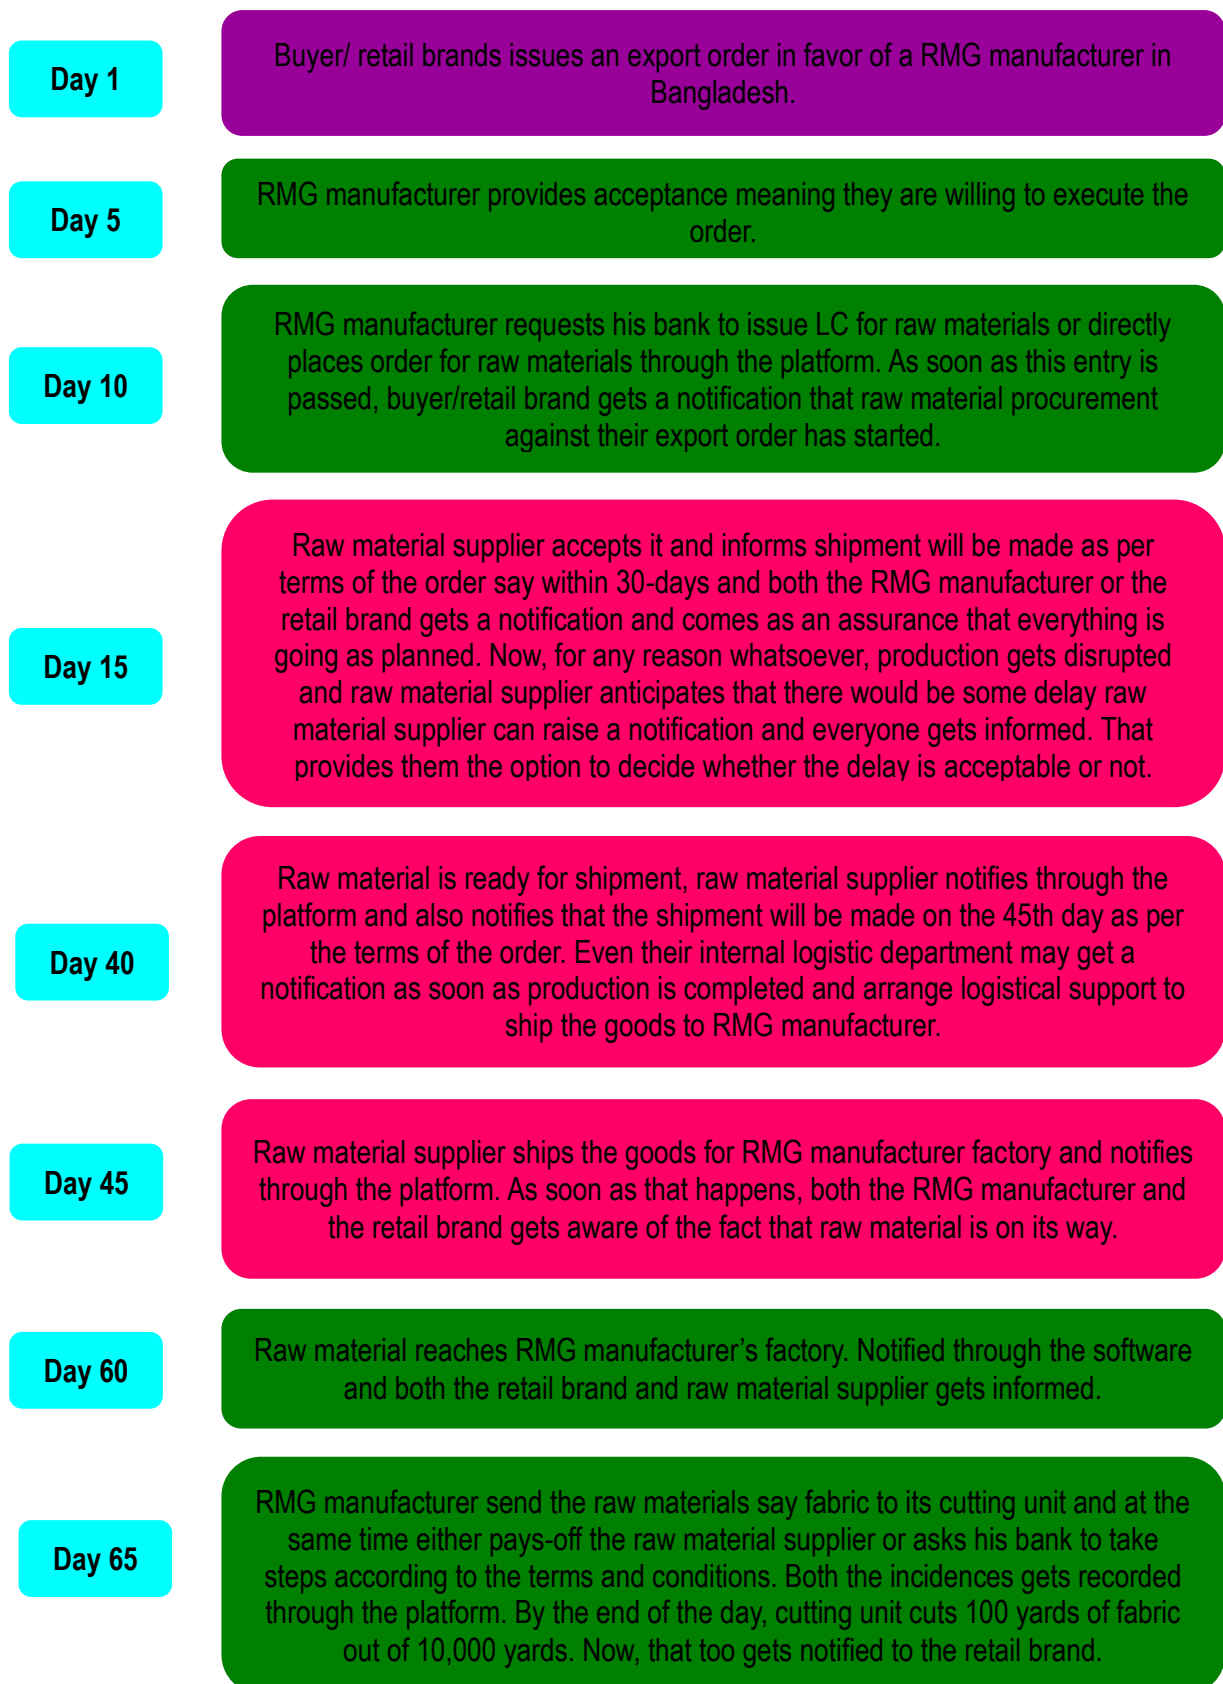 Day 1
Buyer/ retail brands issues an export order in favor of a RMG manufacturer in
Bangladesh.
Day 5
RMG manufacturer provides acceptance meaning they are willing to execute the
order.
Day 10
RMG manufacturer requests his bank to issue LC for raw materials or directly
places order for raw materials through the platform. As soon as this entry is
passed, buyer/retail brand gets a notification that raw material procurement
against their export order has started.
Day 15
Raw material supplier accepts it and informs shipment will be made as per
terms of the order say within 30-days and both the RMG manufacturer or the
retail brand gets a notification and comes as an assurance that everything is
going as planned. Now, for any reason whatsoever, production gets disrupted
and raw material supplier anticipates that there would be some delay raw
material supplier can raise a notification and everyone gets informed. That
provides them the option to decide whether the delay is acceptable or not.
Day 40
Raw material is ready for shipment, raw material supplier notifies through the
platform and also notifies that the shipment will be made on the 45th day as per
the terms of the order. Even their internal logistic department may get a
notification as soon as production is completed and arrange logistical support to
ship the goods to RMG manufacturer.
Day 45
Raw material supplier ships the goods for RMG manufacturer factory and notifies
through the platform. As soon as that happens, both the RMG manufacturer and
the retail brand gets aware of the fact that raw material is on its way.
Day 60
Raw material reaches RMG manufacturer’s factory. Notified through the software
and both the retail brand and raw material supplier gets informed.
Day 65
RMG manufacturer send the raw materials say fabric to its cutting unit and at the
same time either pays-off the raw material supplier or asks his bank to take
steps according to the terms and conditions. Both the incidences gets recorded
through the platform. By the end of the day, cutting unit cuts 100 yards of fabric
out of 10,000 yards. Now, that too gets notified to the retail brand.